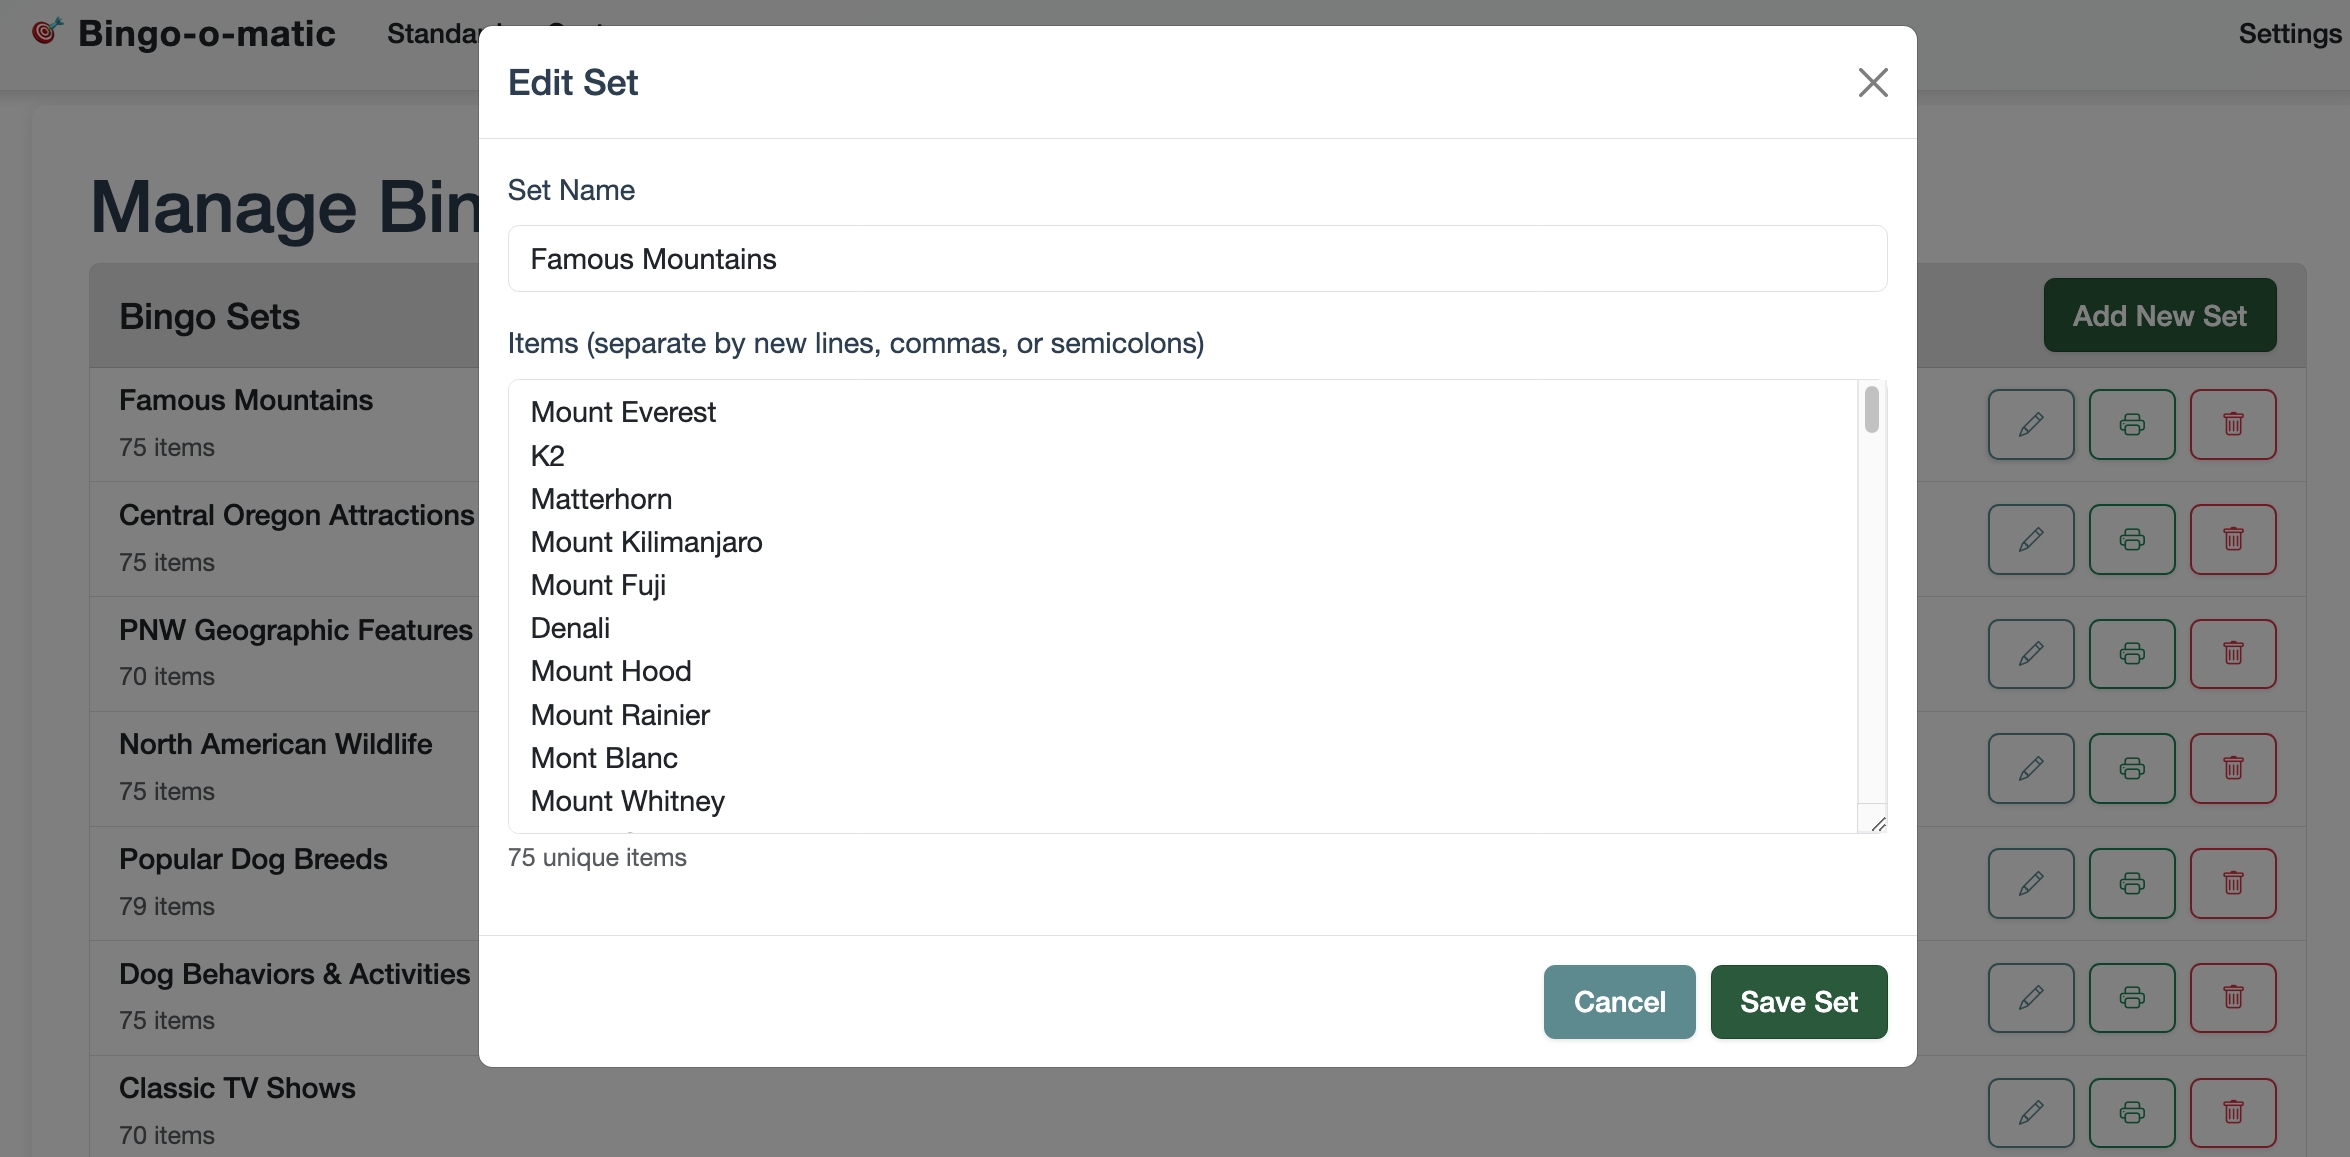 Bingo-o-matic
Settings
Edit Set
Set Name
Famous Mountains
Items (separate by new lines, commas, or semicolons)
Mount Everest
K2
Matterhorn
Mount Kilimanjaro
Mount Fuji
Denali
Mount Hood
Mount Rainier
Mont Blanc
Mount Whitney
75 unique items
Cancel
Save Set
Manage
Bingo Sets
Add New Set
Famous Mountains
75 items
Central Oregon Attractions
75 items
PNW Geographic Features
70 items
North American Wildlife
75 items
Popular Dog Breeds
79 items
Dog Behaviors & Activities
75 items
Classic TV Shows
70 items